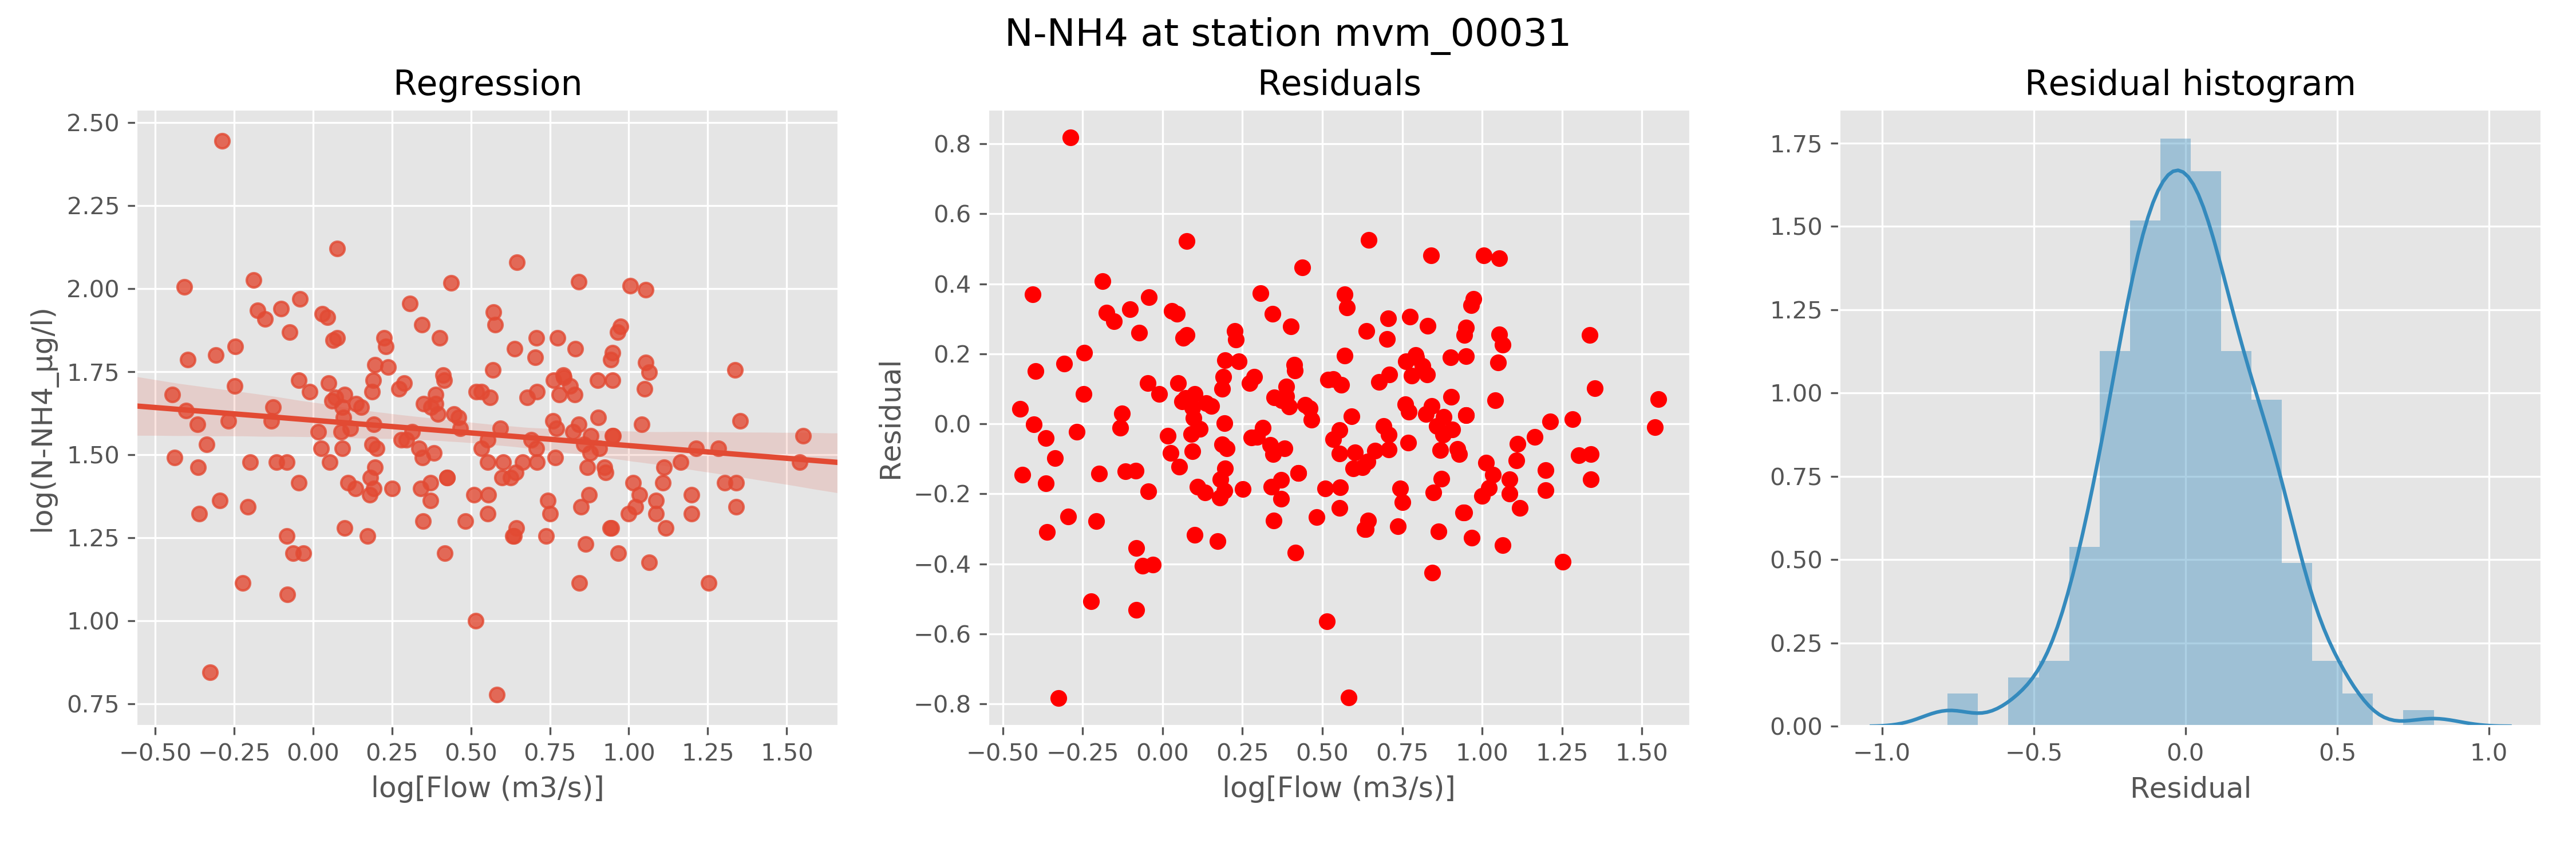 N-NH4 at station mvm_00031
Regression
2.50
2.25
2.00
1.75
1.50
1.25
1.00
0.75
log(N-NH4_µg/l)
−0.50 −0.25 0.00 0.25 0.50 0.75 1.00 1.25 1.50
log[Flow (m3/s)]
Residuals
0.8
0.6
0.4
0.2
0.0
−0.2
−0.4
−0.6
−0.8
Residual
−0.50 −0.25 0.00 0.25 0.50 0.75 1.00 1.25 1.50
log[Flow (m3/s)]
Residual histogram
1.75
1.50
1.25
1.00
0.75
0.50
0.25
0.00
−1.0 −0.5 0.0 0.5 1.0
Residual